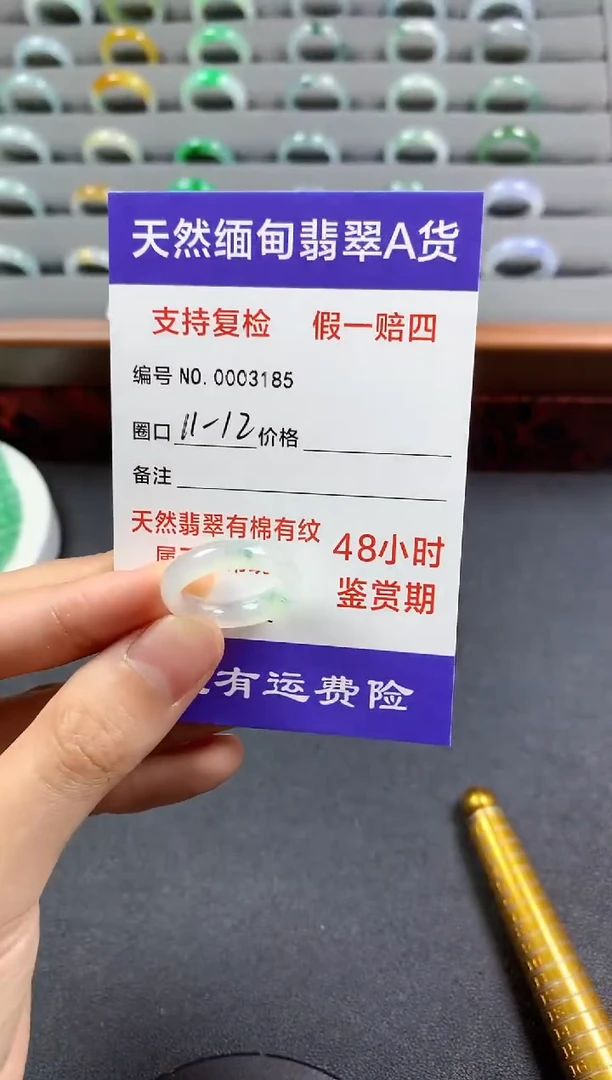 天然缅甸翡翠A货
支持复检 假一赔四
编号 NO. 0003185
圈口 11-12 价格
备注
天然翡翠有棉有纹
48小时
鉴赏期
有运费险